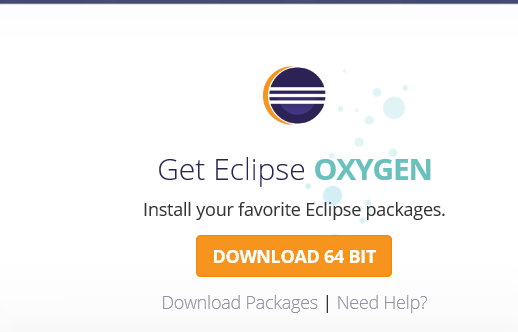 Get Eclipse OXYGEN
Install your favorite Eclipse packages.
DOWNLOAD 64 BIT
Download Packages | Need Help?